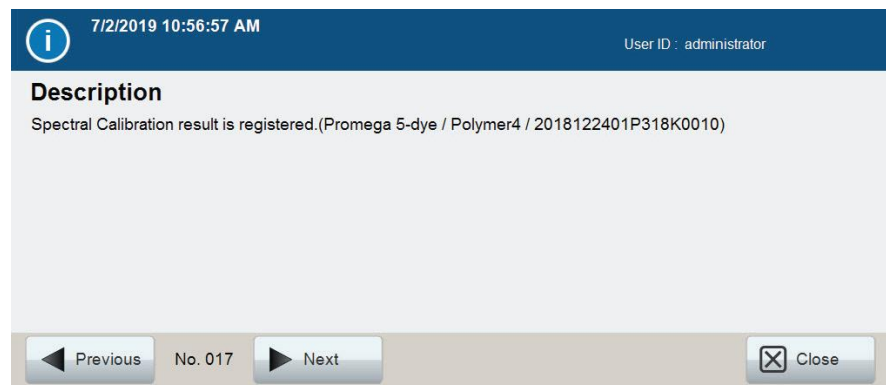 i
7/2/2019 10:56:57 AM
User ID : administrator
Description
Spectral Calibration result is registered.(Promega 5-dye / Polymer4 / 2018122401P318K0010)
Previous No. 017 Next Close